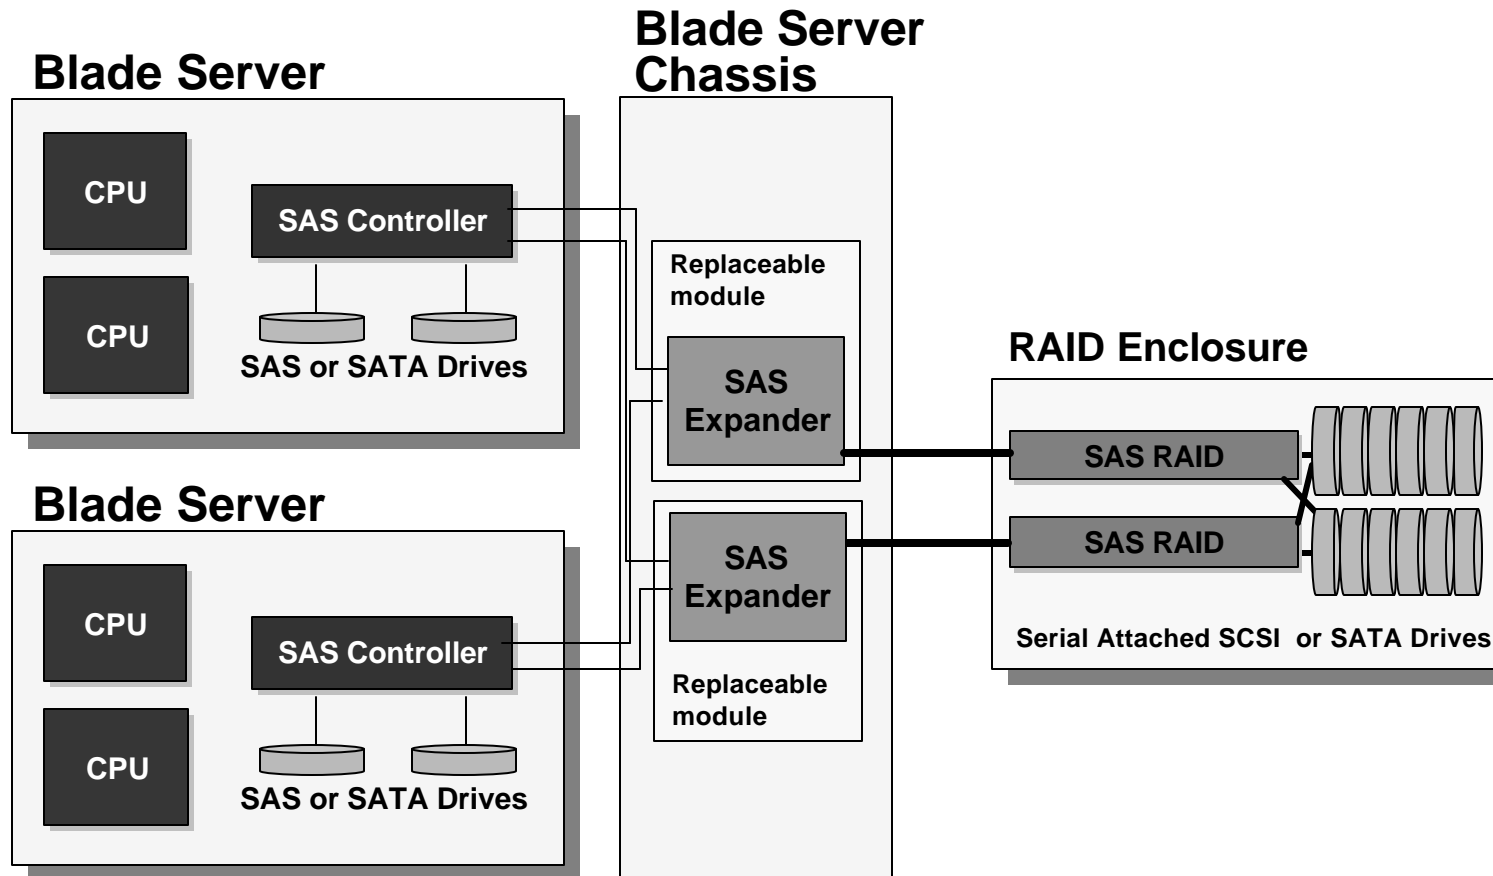 Blade Server
CPU
CPU
SAS Controller
SAS or SATA Drives
Blade Server
CPU
CPU
SAS Controller
SAS or SATA Drives
Blade Server
Chassis
Replaceable
module
SAS
Expander
SAS
Expander
Replaceable
module
RAID Enclosure
SAS RAID
SAS RAID
Serial Attached SCSI or SATA Drives